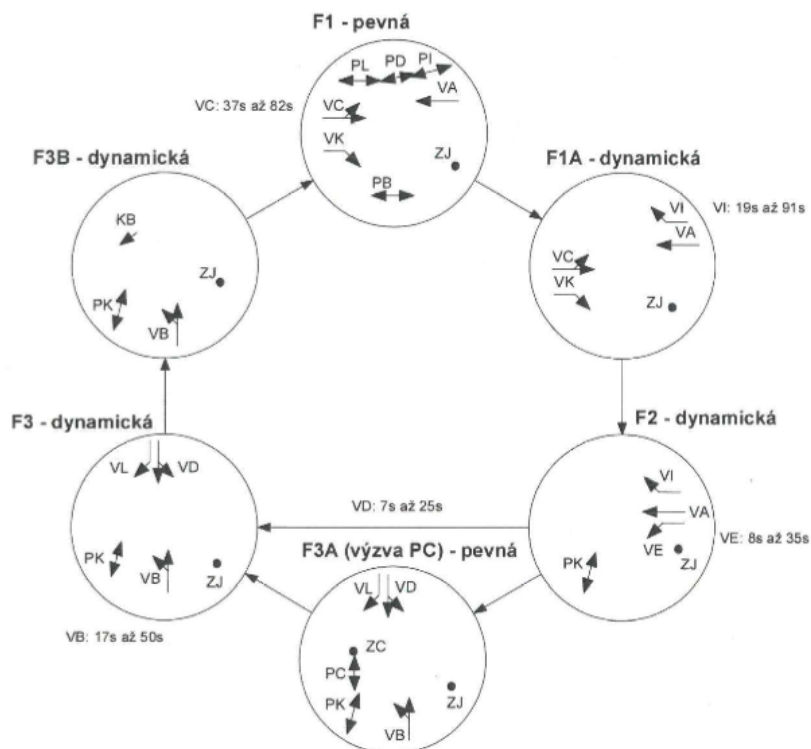 F1 - pevná
PL PD PI
VA
VC
VK
ZJ
PB
VC: 37s až 82s
F1A - dynamická
VI
VA
VC
VK
ZJ
VI: 19s až 91s
F3B - dynamická
KB
ZJ
PK
VB
F3 - dynamická
VL VD
PK
VB
ZJ
VB: 17s až 50s
F2 - dynamická
VI
VA
VE
ZJ
PK
VE: 8s až 35s
VD: 7s až 25s
F3A (výzva PC) - pevná
VL VD
ZC
PC
PK
VB
ZJ